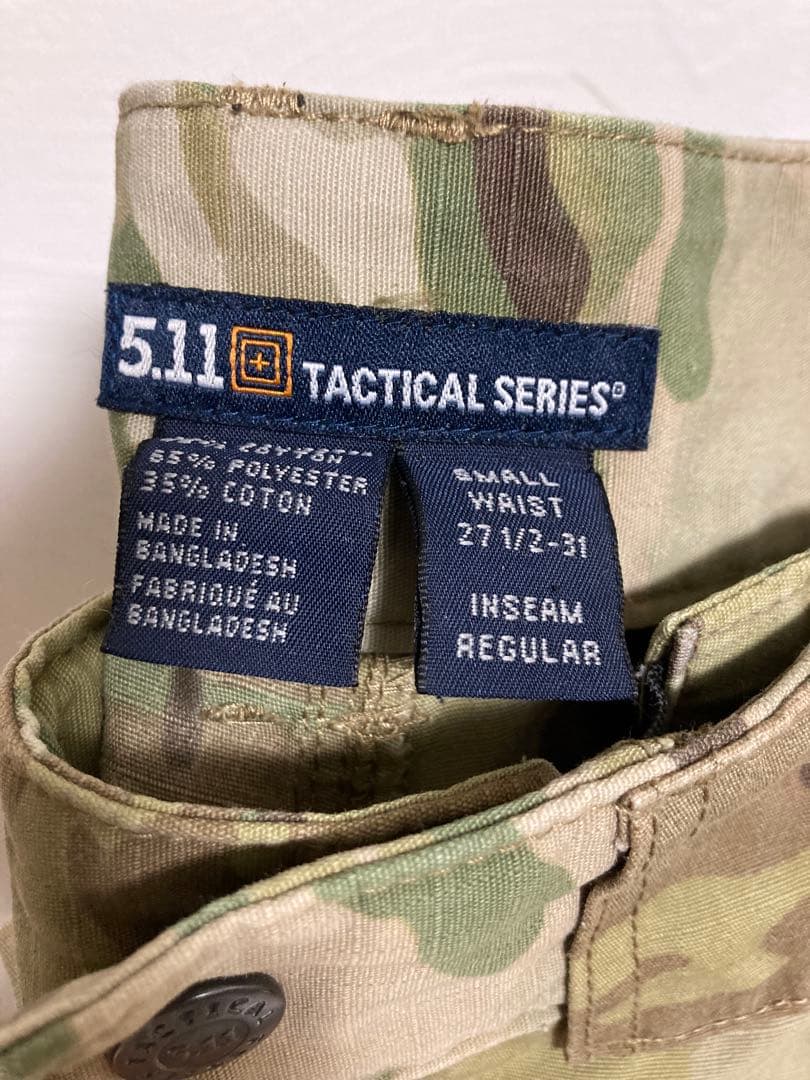 5.11 TACTICAL SERIES®
65% POLYESTER
35% COTON
MADE IN
BANGLADESH
FABRIQUÉ AU
BANGLADESH
SMALL
WAIST
27 1/2-31
INSEAM
REGULAR
TACTICAL